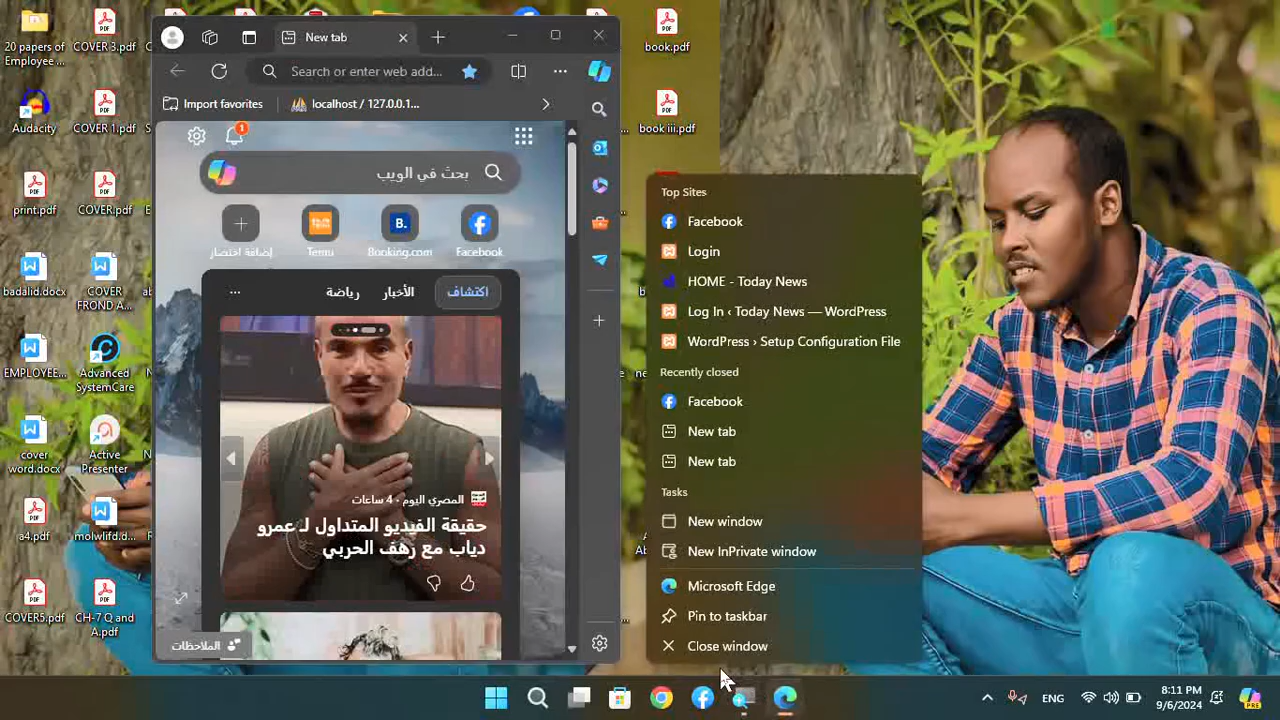 20 papers of
Employee ...
COVER 3.pdf
Audacity
COVER 1.pdf
print.pdf
COVER.pdf
badalid.docx
COVER
FROND A...
EMPLOYEE...
Advanced
SystemCare
cover
word.docx
Active
Presenter
a4.pdf
molwlifd.d...
COVER5.pdf
CH-7 Q and
A.pdf
book.pdf
book iii.pdf
New tab
Search or enter web add...
Import favorites
localhost / 127.0.0.1...
1
بحث في الويب
إضافة اختصار
Temu
Booking.com
Facebook
اكتشاف
الأخبار
رياضة
المصري اليوم · 4 ساعات
حقيقة الفيديو المتداول لـ عمرو
دياب مع رهف الحربي
الملاحظات
Top Sites
Facebook
Login
HOME - Today News
Log In ‹ Today News — WordPress
WordPress › Setup Configuration File
Recently closed
Facebook
New tab
New tab
Tasks
New window
New InPrivate window
Microsoft Edge
Pin to taskbar
Close window
ENG
8:11 PM
9/6/2024
PRE